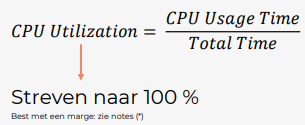 CPU Utilization = CPU Usage Time / Total Time
Streven naar 100 %
Best met een marge: zie notes (*)